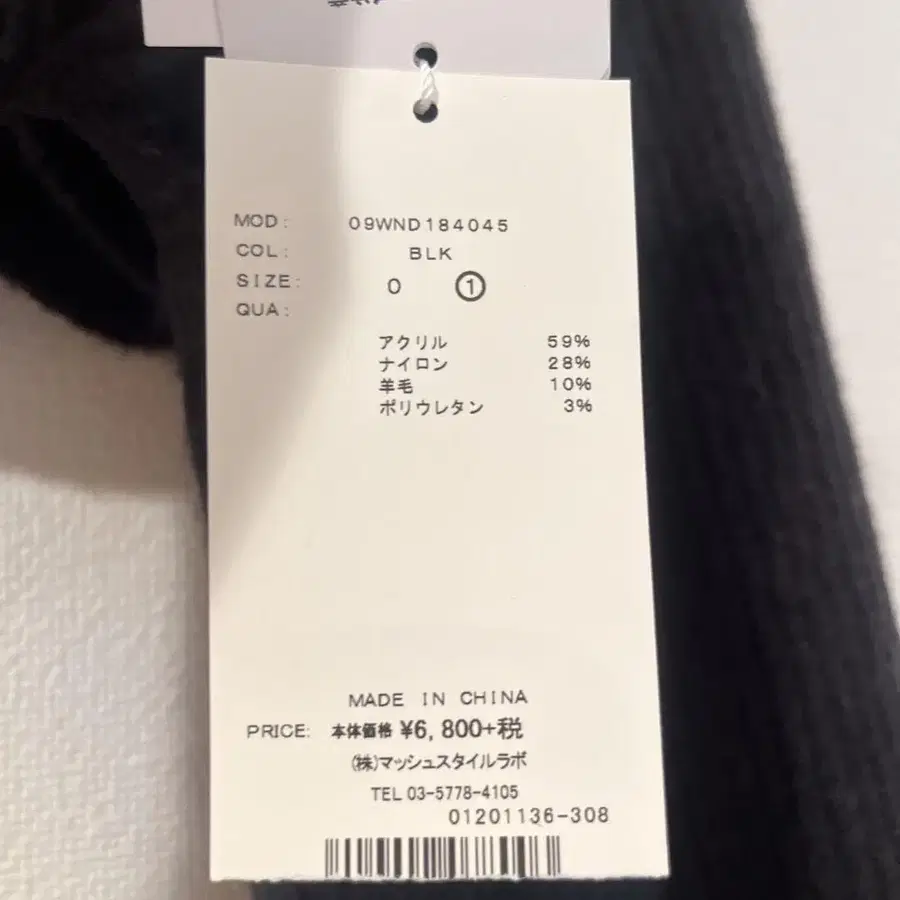 MOD: 09WND184045
COL: BLK
SIZE: 0 ①
QUA:
アクリル 59%
ナイロン 28%
羊毛 10%
ポリウレタン 3%
MADE IN CHINA
PRICE: 本体価格 ¥6,800+税
(株)マッシュスタイルラボ
TEL 03-5778-4105
01201136-308